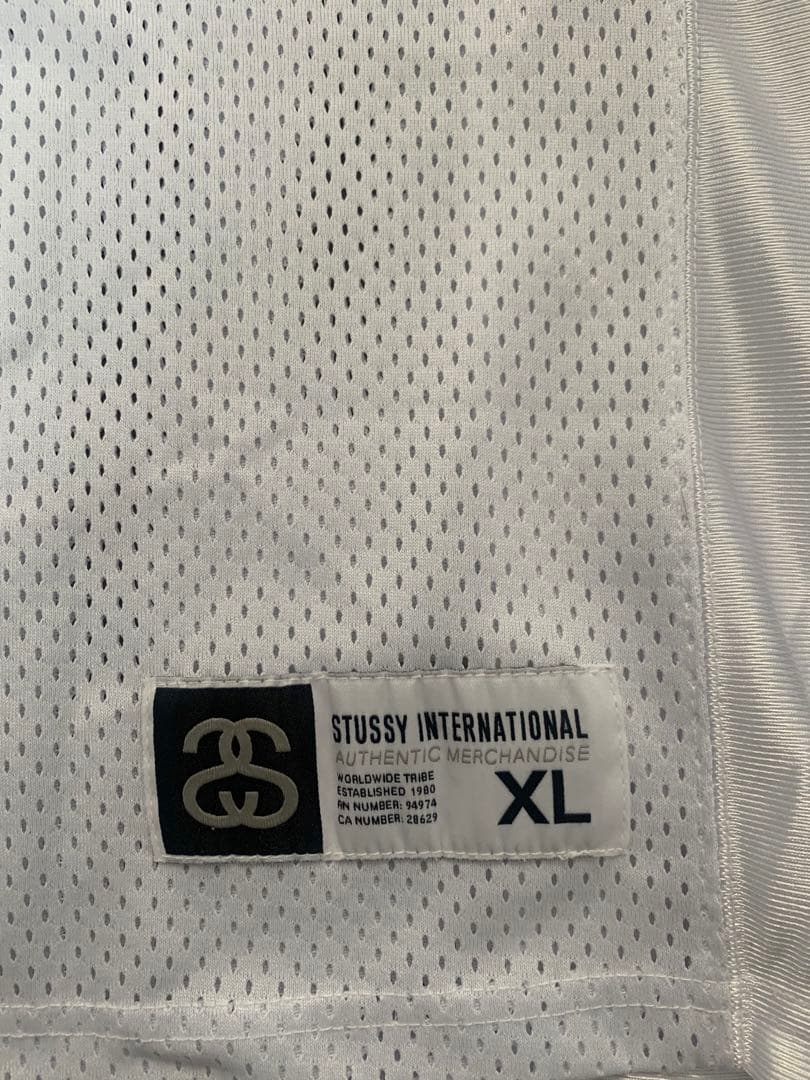 STUSSY INTERNATIONAL
AUTHENTIC MERCHANDISE
WORLDWIDE TRIBE
ESTABLISHED 1980
RN NUMBER: 94974
CA NUMBER: 28629
XL